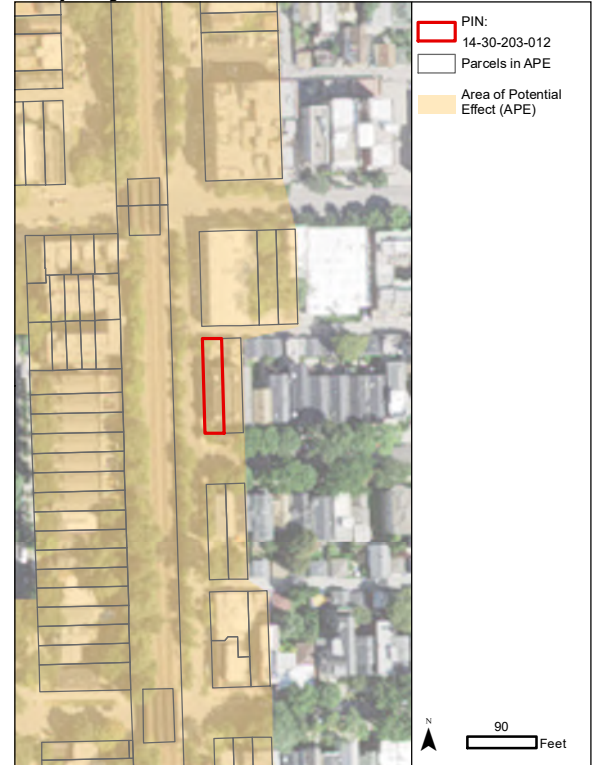 PIN:
14-30-203-012
Parcels in APE
Area of Potential
Effect (APE)
N
90
Feet